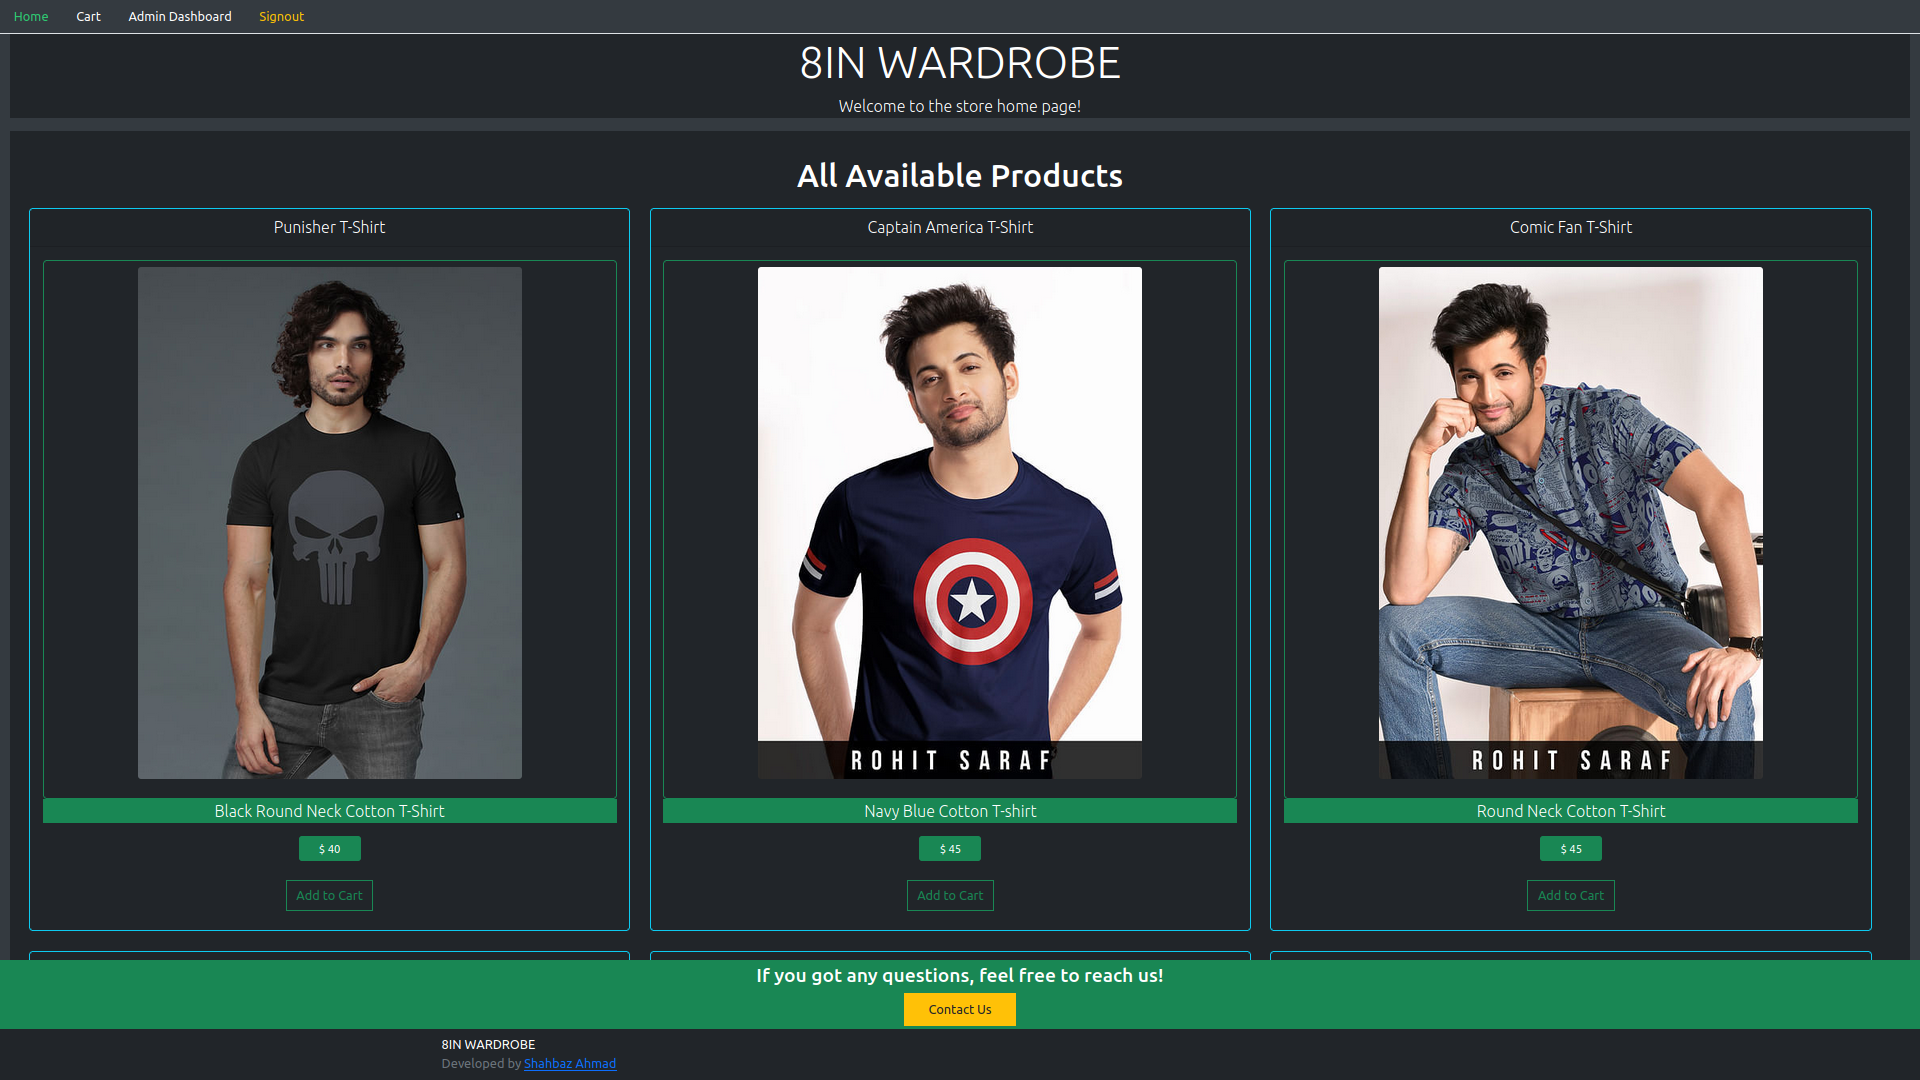 Home Cart Admin Dashboard Signout
8IN WARDROBE
Welcome to the store home page!
All Available Products
Punisher T-Shirt
Black Round Neck Cotton T-Shirt
$ 40
Add to Cart
Captain America T-Shirt
ROHIT SARAF
Navy Blue Cotton T-shirt
$ 45
Add to Cart
Comic Fan T-Shirt
ROHIT SARAF
Round Neck Cotton T-Shirt
$ 45
Add to Cart
If you got any questions, feel free to reach us!
Contact Us
8IN WARDROBE
Developed by Shahbaz Ahmad